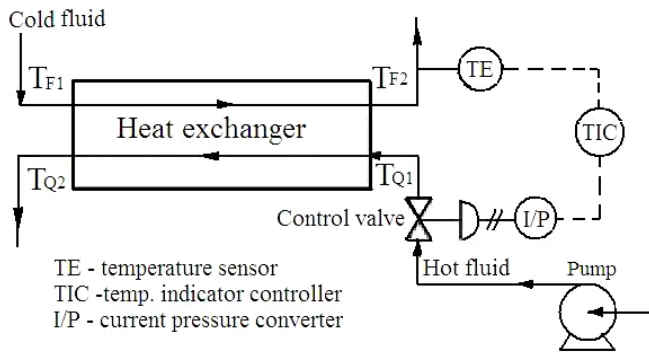 Cold fluid
TF1
TF2
TE
Heat exchanger
TIC
TQ2
TQ1
Control valve
I/P
TE - temperature sensor
Hot fluid
Pump
TIC -temp. indicator controller
I/P - current pressure converter